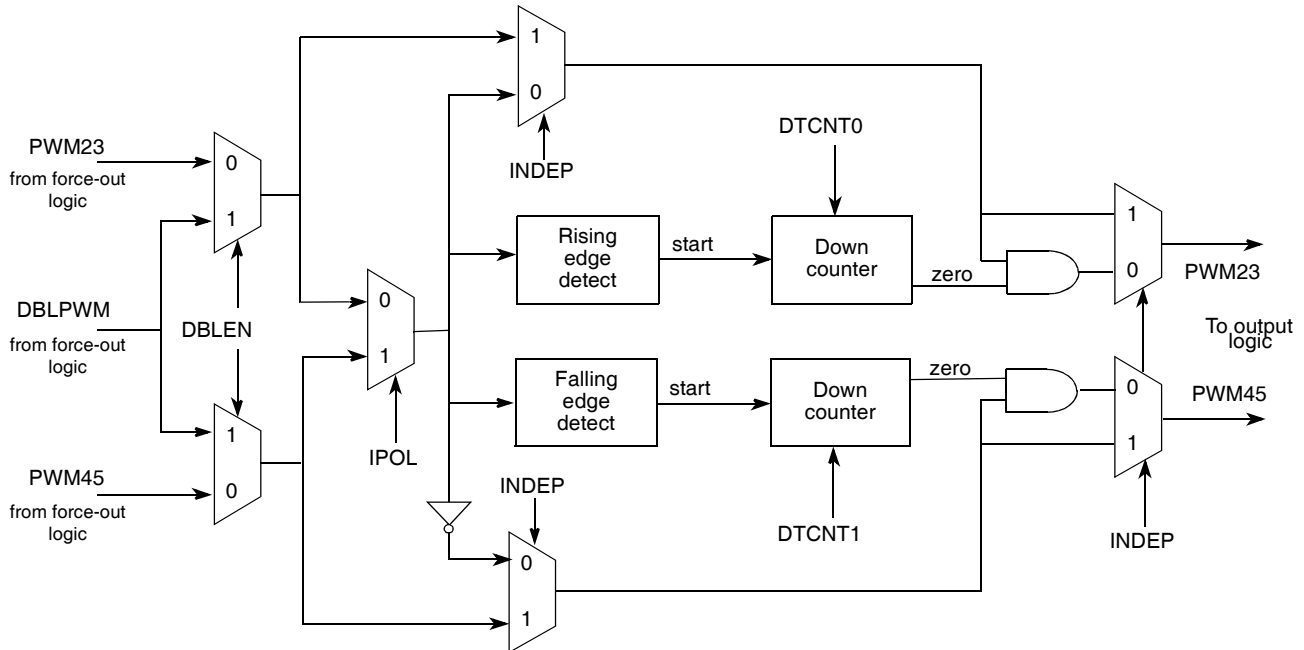 1
0
INDEP
DTCNT0
PWM23
from force-out
logic
0
1
Rising
edge
detect
start
Down
counter
zero
1
0
PWM23
DBLPWM
from force-out
logic
DBLEN
0
1
IPOL
Falling
edge
detect
start
Down
counter
zero
0
1
To output
logic
PWM45
PWM45
from force-out
logic
1
0
INDEP
0
1
DTCNT1
INDEP